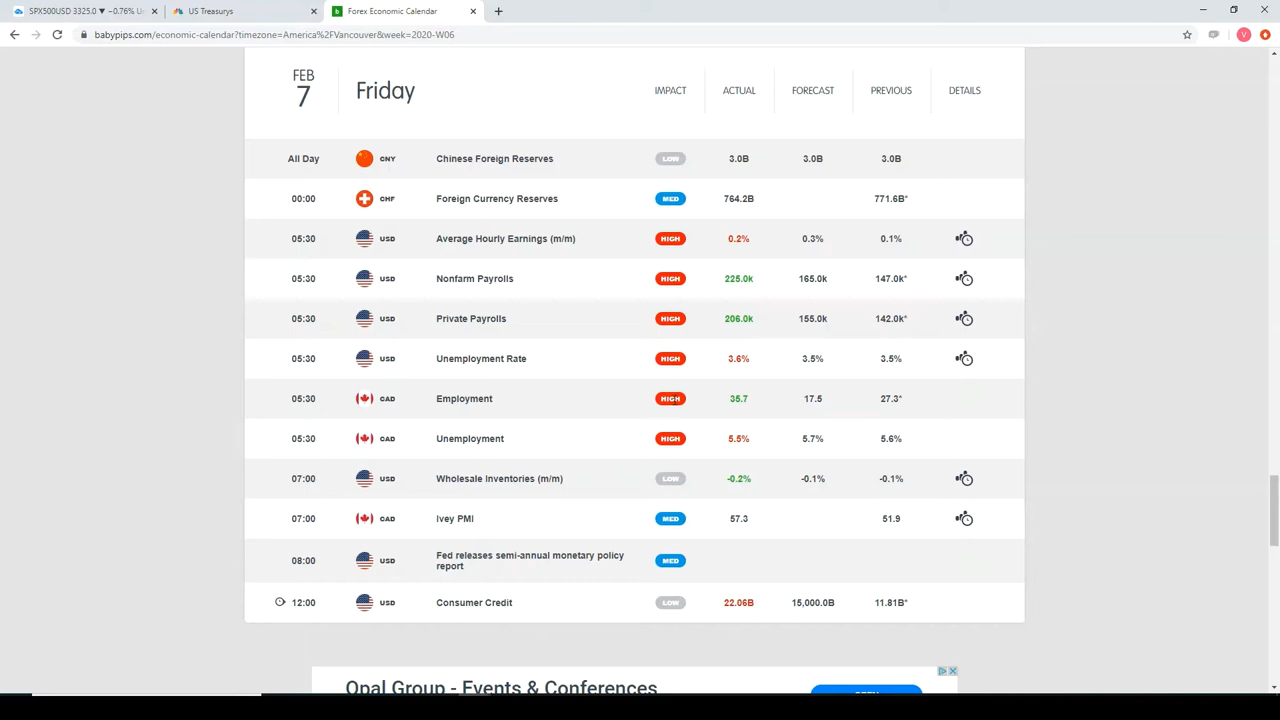 SPX500USD 3325.0 ▼ −0.76% U
US Treasurys
Forex Economic Calendar
babypips.com/economic-calendar?timezone=America%2FVancouver&week=2020-W06
V
FEB
7
Friday
IMPACT ACTUAL FORECAST PREVIOUS DETAILS
All Day CNY Chinese Foreign Reserves LOW 3.0B 3.0B 3.0B
00:00 CHF Foreign Currency Reserves MED 764.2B 771.6B*
05:30 USD Average Hourly Earnings (m/m) HIGH 0.2% 0.3% 0.1%
05:30 USD Nonfarm Payrolls HIGH 225.0k 165.0k 147.0k*
05:30 USD Private Payrolls HIGH 206.0k 155.0k 142.0k*
05:30 USD Unemployment Rate HIGH 3.6% 3.5% 3.5%
05:30 CAD Employment HIGH 35.7 17.5 27.3*
05:30 CAD Unemployment HIGH 5.5% 5.7% 5.6%
07:00 USD Wholesale Inventories (m/m) LOW -0.2% -0.1% -0.1%
07:00 CAD Ivey PMI MED 57.3 51.9
08:00 USD Fed releases semi-annual monetary policy
report MED
12:00 USD Consumer Credit LOW 22.06B 15,000.0B 11.81B*
Opal Group - Events & Conferences